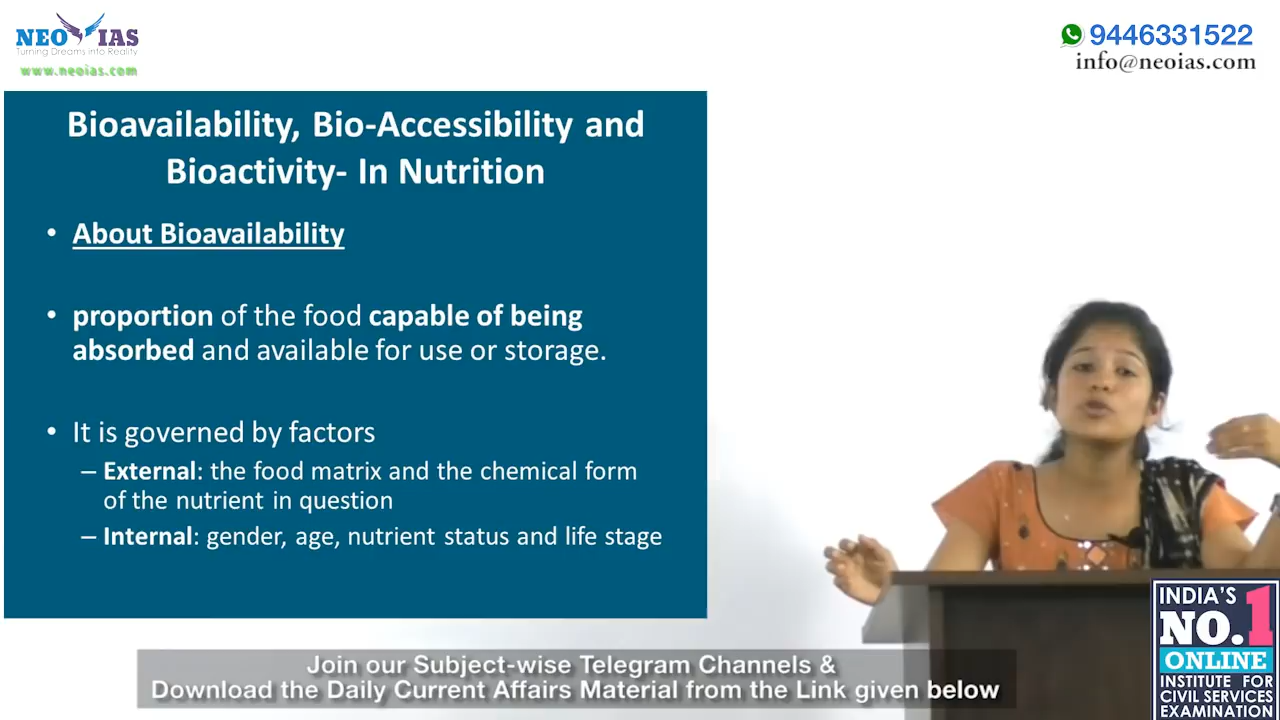 NEO IAS
Turning Dreams into Reality
www.neoias.com
9446331522
info@neoias.com
Bioavailability, Bio-Accessibility and
Bioactivity- In Nutrition
• About Bioavailability
• proportion of the food capable of being
absorbed and available for use or storage.
• It is governed by factors
– External: the food matrix and the chemical form
of the nutrient in question
– Internal: gender, age, nutrient status and life stage
INDIA'S
NO.1
ONLINE
INSTITUTE FOR
CIVIL SERVICES
EXAMINATION
Join our Subject-wise Telegram Channels &
Download the Daily Current Affairs Material from the Link given below